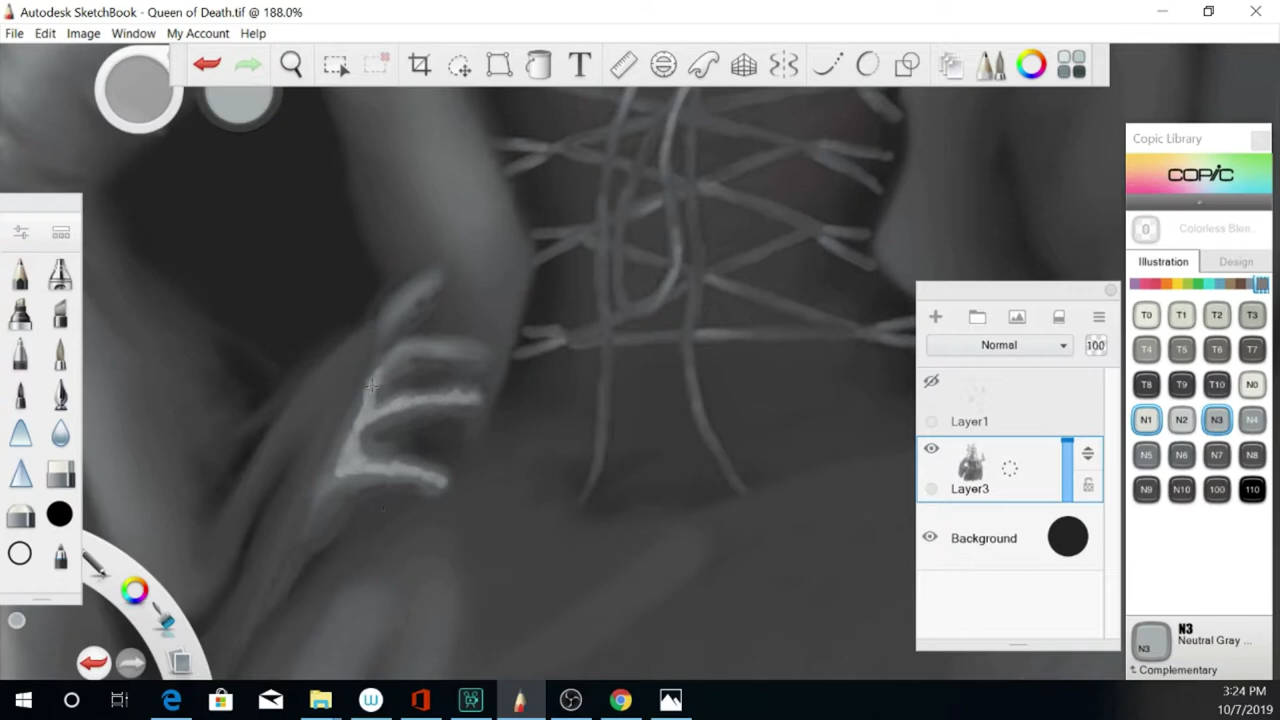 Autodesk SketchBook - Queen of Death.tif @ 188.0%
File Edit Image Window My Account Help
T
Copic Library
COPIC
0 Colorless Blen..
Illustration Design
T0 T1 T2 T3
T4 T5 T6 T7
T8 T9 T10 N0
N1 N2 N3 N4
N5 N6 N7 N8
N9 N10 100 110
Normal 100
Layer1
Layer3
Background
N3
N3
Neutral Gray ...
Complementary
3:24 PM
10/7/2019